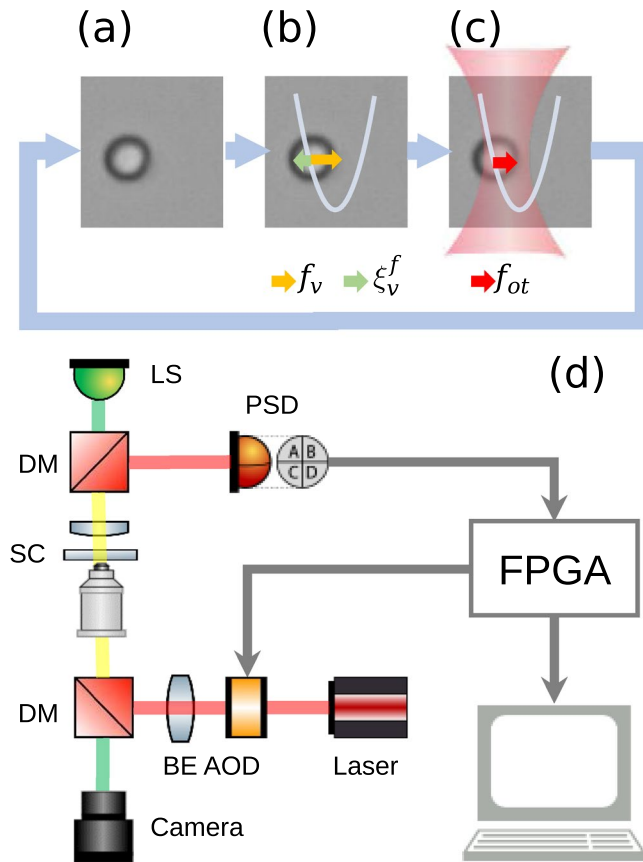 (a) (b) (c)
f_v ξ_v^f f_ot
(d)
LS
PSD
DM
A B
C D
SC
FPGA
DM
BE AOD Laser
Camera